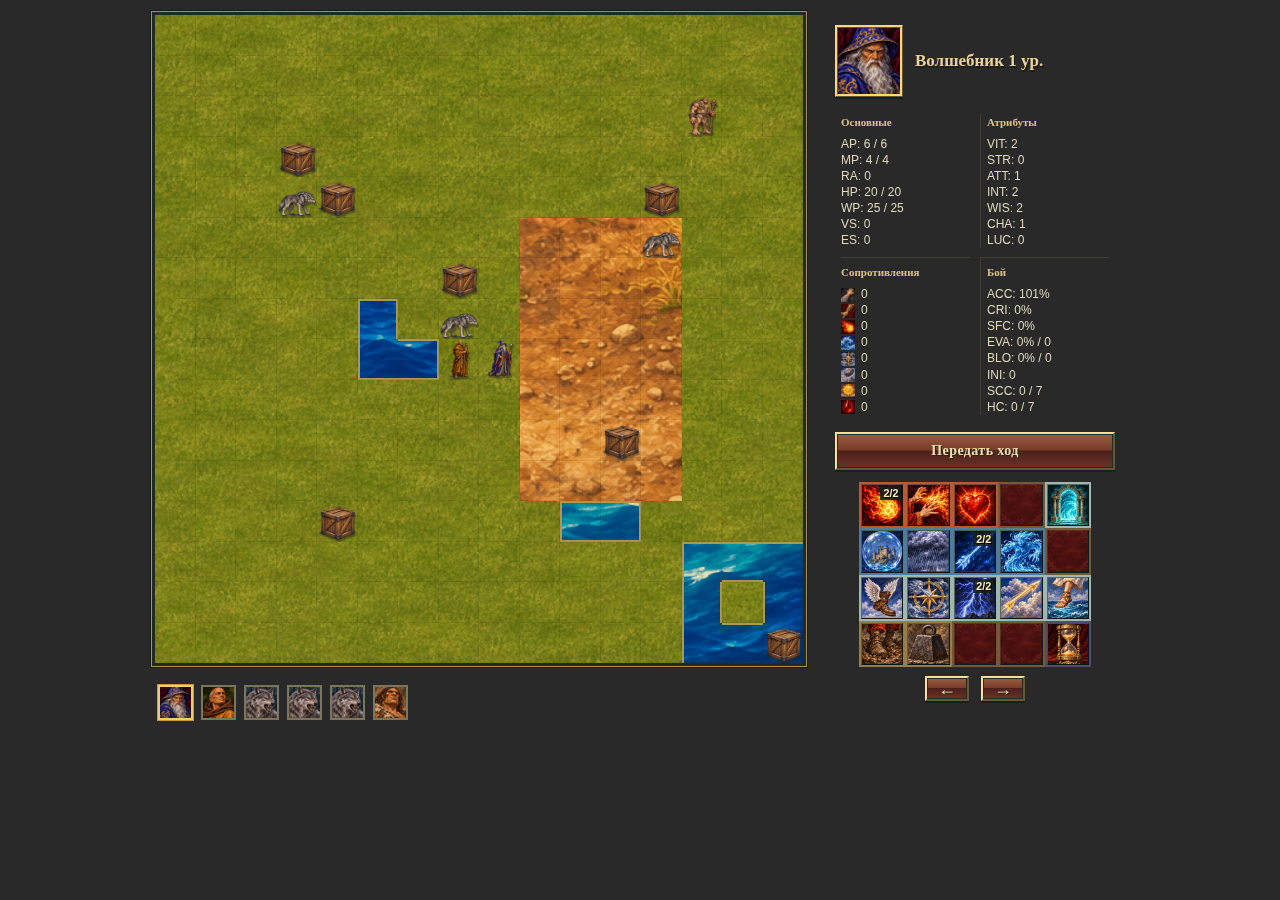 Волшебник 1 ур.
Основные
AP: 6 / 6
MP: 4 / 4
RA: 0
HP: 20 / 20
WP: 25 / 25
VS: 0
ES: 0
Атрибуты
VIT: 2
STR: 0
ATT: 1
INT: 2
WIS: 2
CHA: 1
LUC: 0
Сопротивления
0
0
0
0
0
0
0
0
Бой
ACC: 101%
CRI: 0%
SFC: 0%
EVA: 0% / 0
BLO: 0% / 0
INI: 0
SCC: 0 / 7
HC: 0 / 7
Передать ход
2/2
2/2
2/2
← →